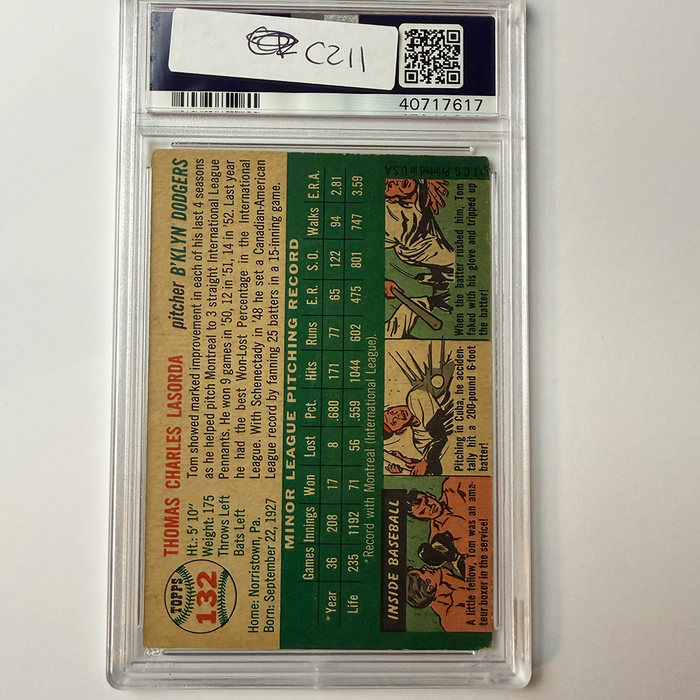 C211
40717617
TOPPS
132
THOMAS CHARLES LASORDA
pitcher B'KLYN DODGERS
Ht.: 5' 10"
Weight: 175
Throws Left
Bats Left
Home: Norristown, Pa.
Born: September 22, 1927
Tom showed marked improvement in each of his last 4 seasons
as he helped pitch Montreal to 3 straight International League
Pennants. He won 9 games in '50, 12 in '51, 14 in '52. Last year
he had the best Won-Lost Percentage in the International
League. With Schenectady in '48 he set a Canadian-American
League record by fanning 25 batters in a 15-inning game.
MINOR LEAGUE PITCHING RECORD
Games Innings Won Lost Pct. Hits Runs E.R. S.O. Walks E.R.A.
*Year 36 208 17 8 .680 171 77 65 122 94 2.81
Life 235 1192 71 56 .559 1044 602 475 801 747 3.59
*Record with Montreal (International League).
INSIDE BASEBALL
A little fellow, Tom was an ama-
teur boxer in the service!
Pitching in Cuba, he acciden-
tally hit a 200-pound 6-foot
batter!
When the batter rushed him, Tom
faked with his glove and tripped up
the batter!
T.C.G. Printed in U.S.A.